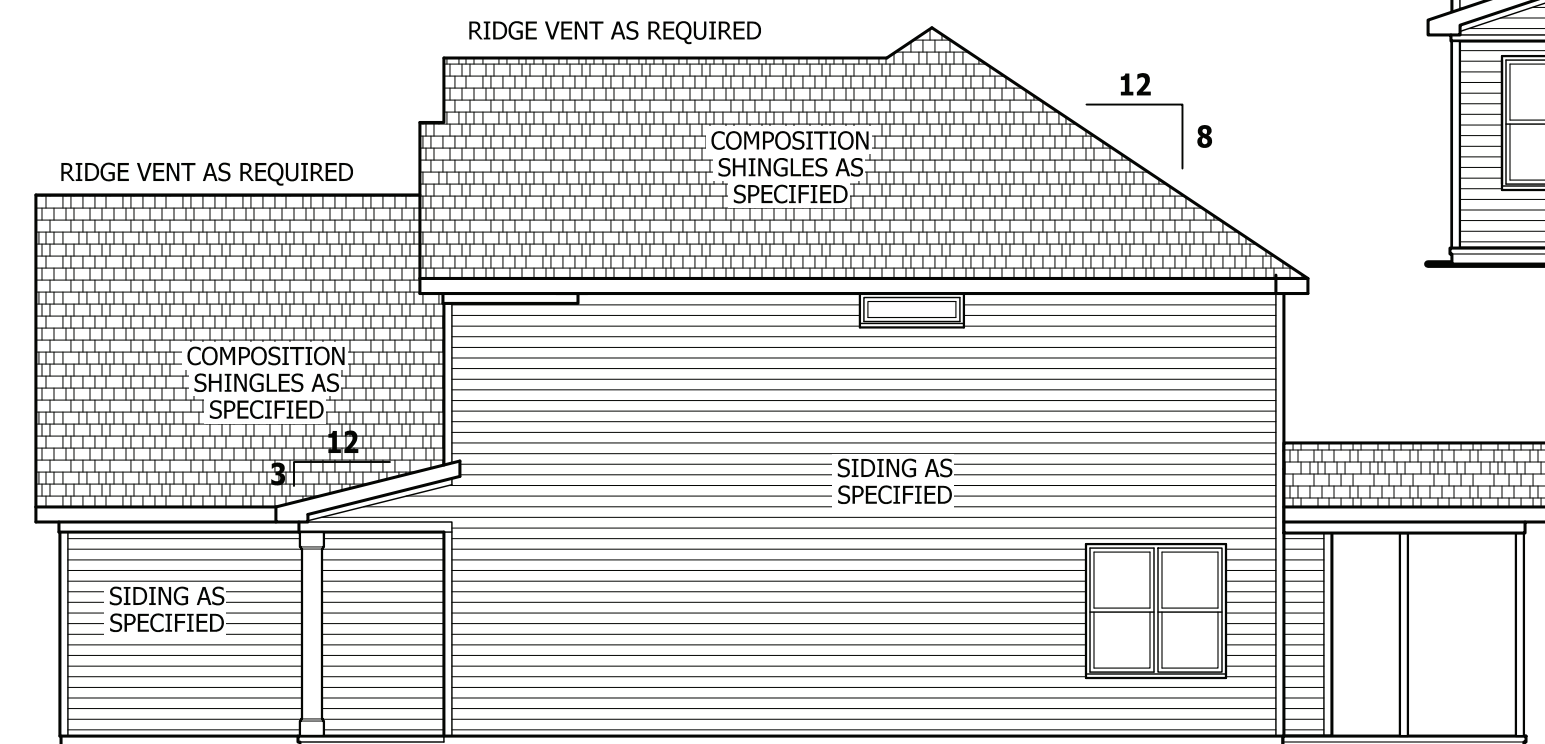 RIDGE VENT AS REQUIRED
12
8
COMPOSITION
SHINGLES AS
SPECIFIED
RIDGE VENT AS REQUIRED
COMPOSITION
SHINGLES AS
SPECIFIED
12
3
SIDING AS
SPECIFIED
SIDING AS
SPECIFIED